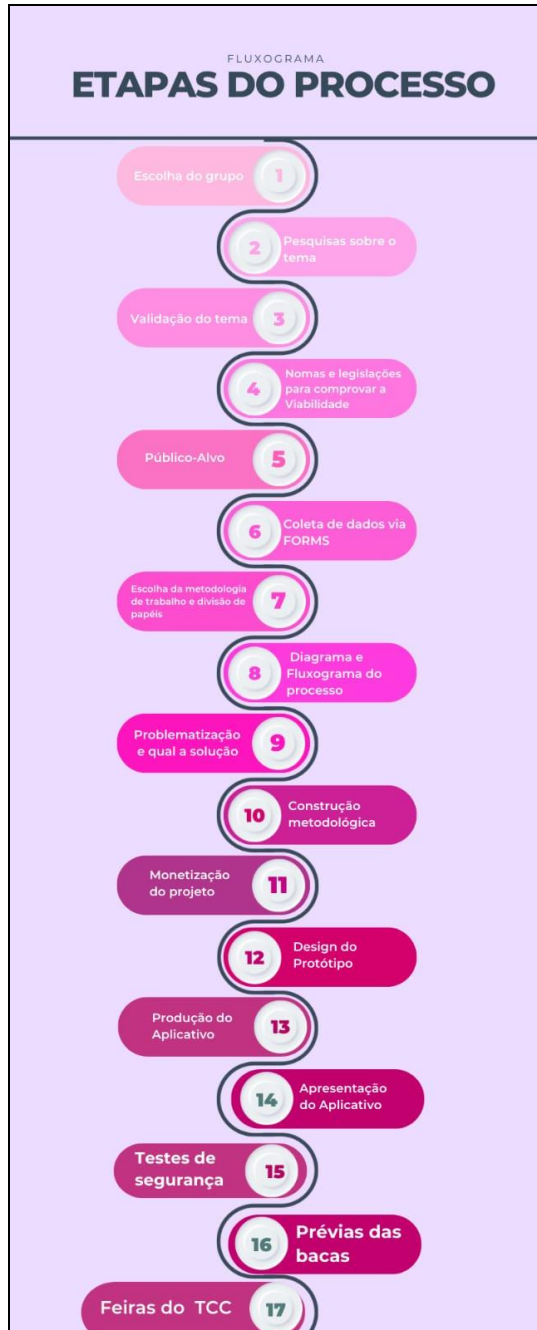 FLUXOGRAMA
ETAPAS DO PROCESSO
Escolha do grupo
1
2
Pesquisas sobre o
tema
Validação do tema
3
4
Nomas e legislações
para comprovar a
Viabilidade
Público-Alvo
5
6
Coleta de dados via
FORMS
Escolha da metodologia
de trabalho e divisão de
papéis
7
8
Diagrama e
Fluxograma do
processo
Problematização
e qual a solução
9
10
Construção
metodológica
Monetização
do projeto
11
12
Design do
Protótipo
Produção do
Aplicativo
13
14
Apresentação
do Aplicativo
Testes de
segurança
15
16
Prévias das
bacas
Feiras do TCC
17